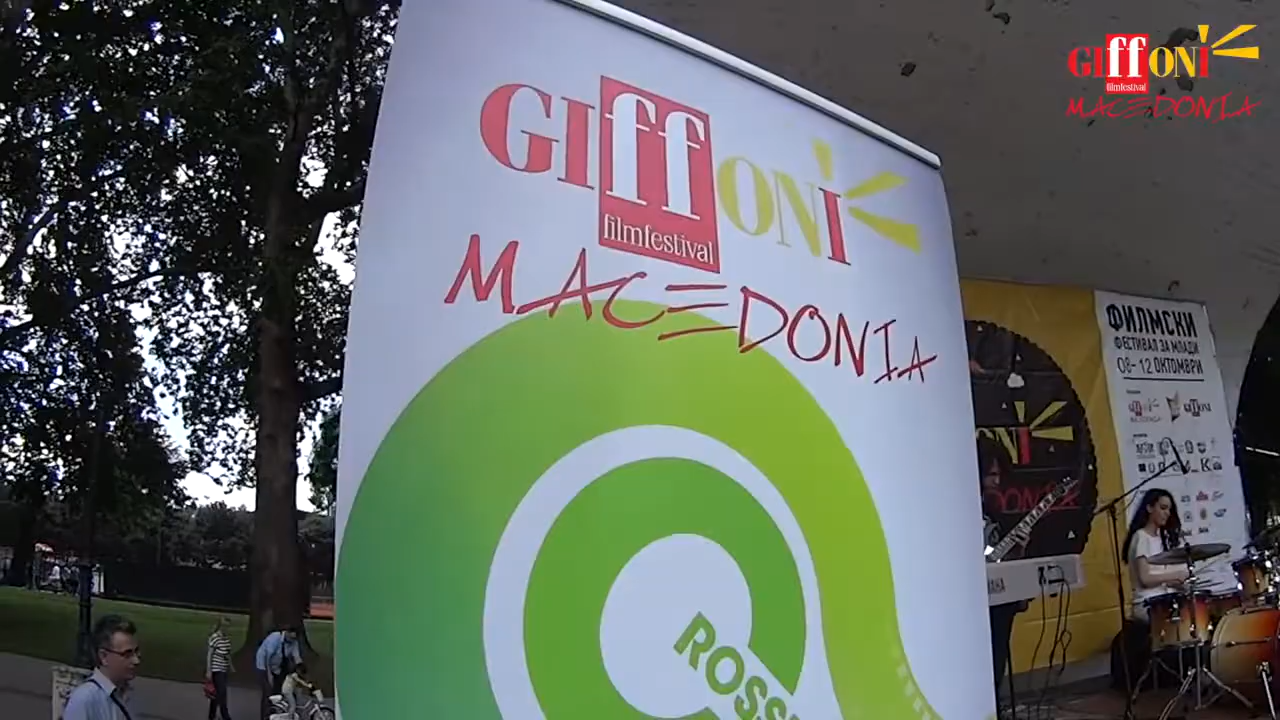 GIffONI
filmfestival
MACEDONIA
ROSS
GIffONI
filmfestival
MACEDONIA
ФИЛМСКИ
ФЕСТИВАЛ ЗА МЛАДИ
08-12 ОКТОМВРИ